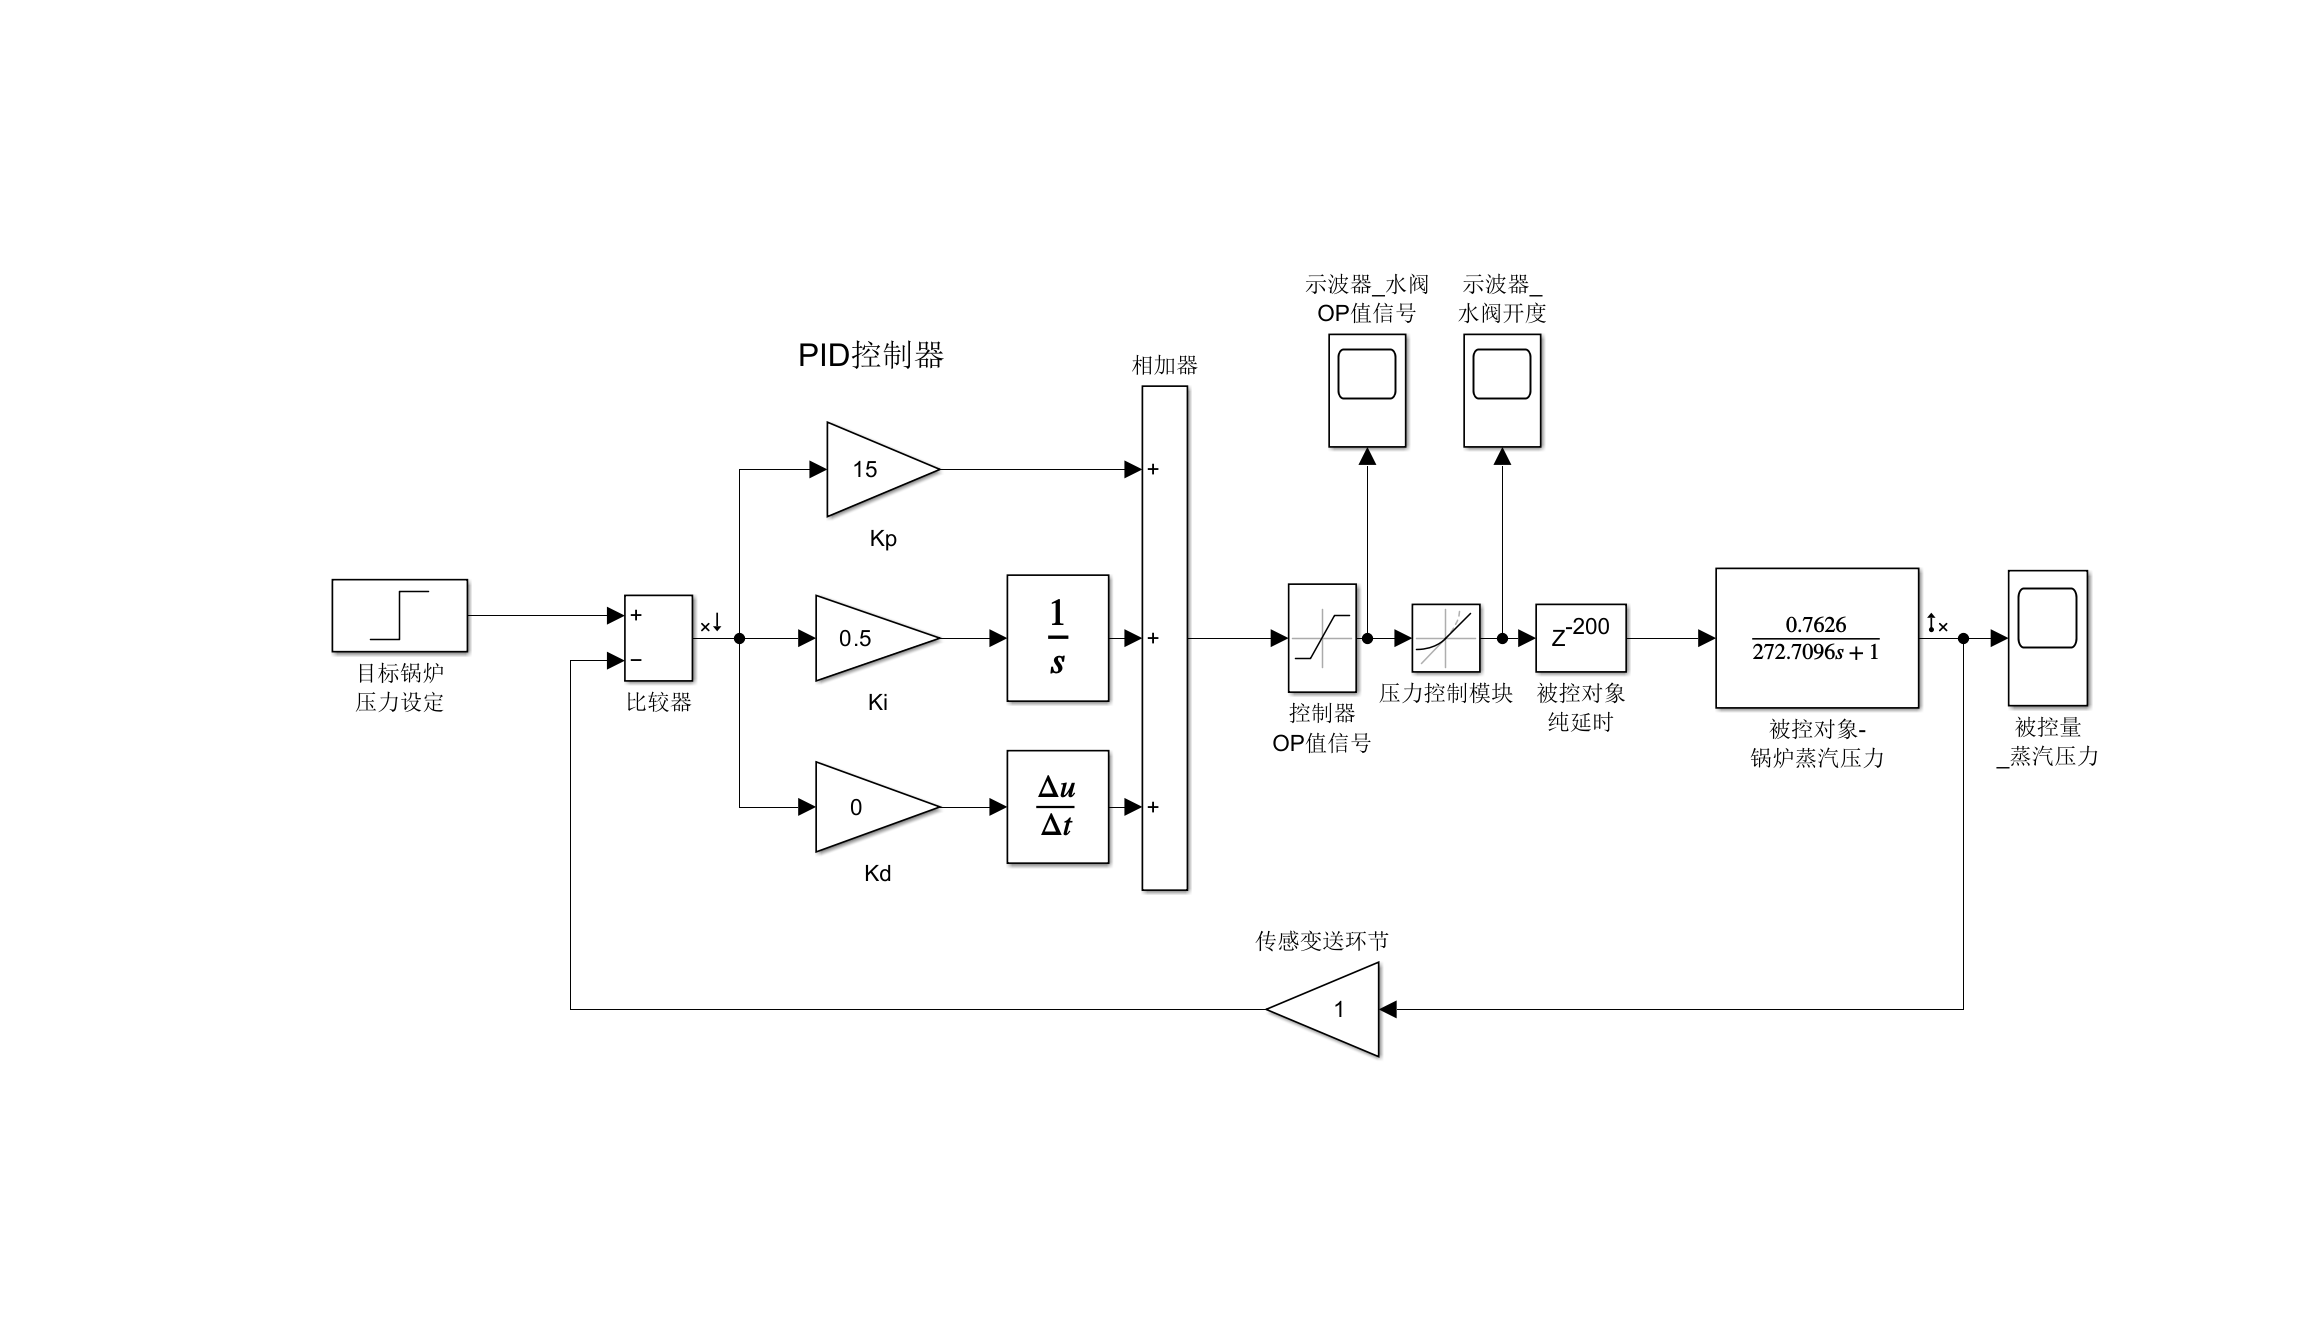 示波器_水阀
OP值信号
示波器_
水阀开度
PID控制器
相加器
15
Kp
目标锅炉
压力设定
+
−
比较器
0.5
Ki
1
s
0
Kd
Δu
Δt
+
+
+
控制器
OP值信号
压力控制模块
Z-200
被控对象
纯延时
0.7626
272.7096s + 1
被控对象-
锅炉蒸汽压力
被控量
_蒸汽压力
传感变送环节
1